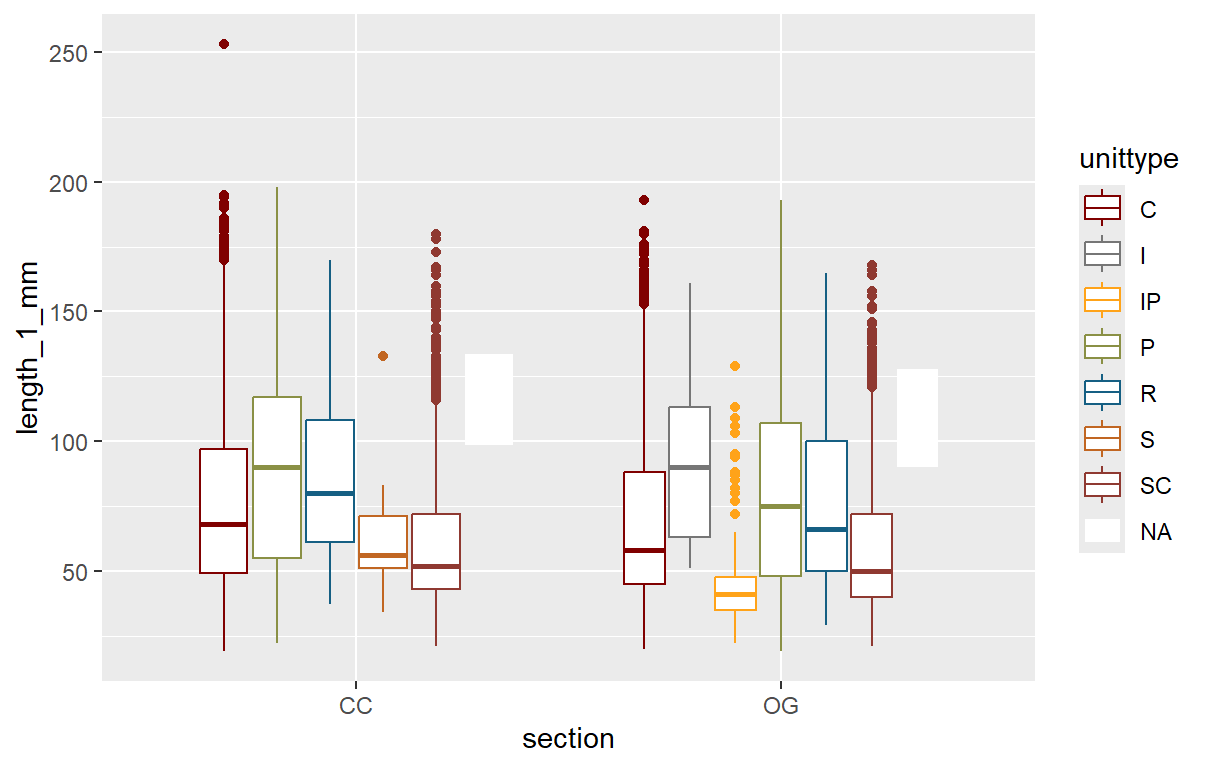 250
200
150
100
50
length_1_mm
CC
OG
section
unittype
C
I
IP
P
R
S
SC
NA